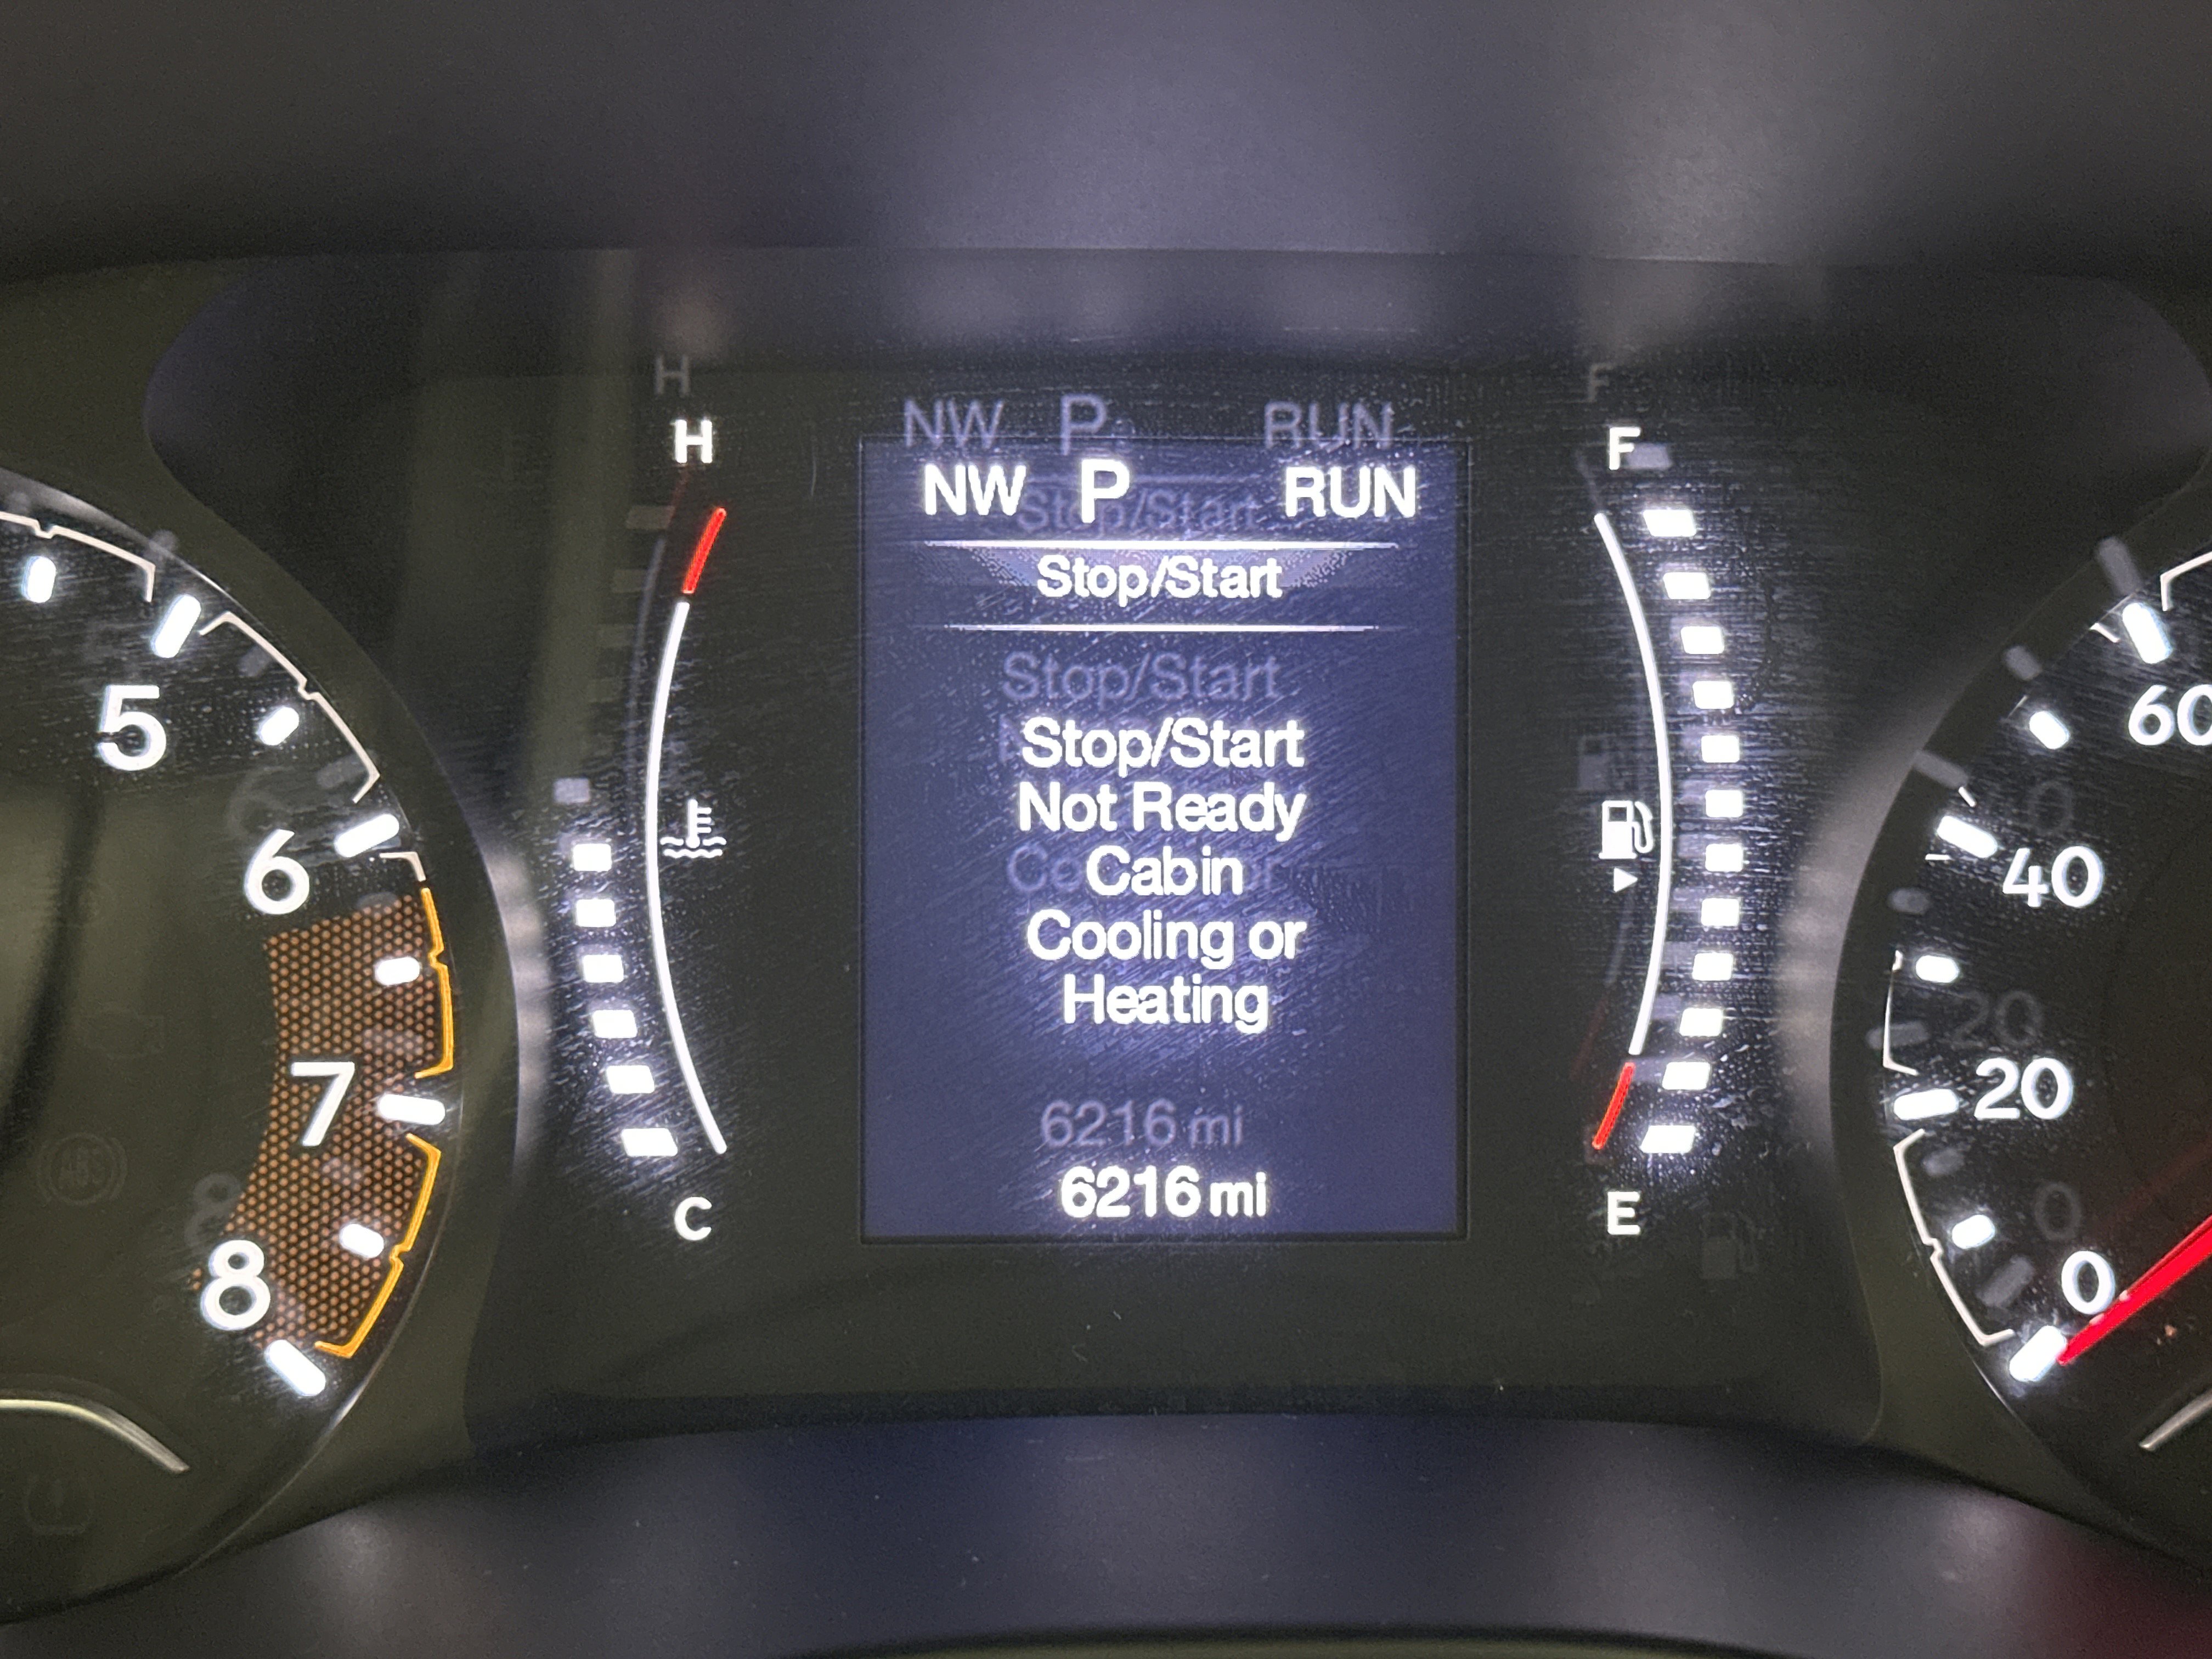 H
F
NW P RUN
Stop/Start
Stop/Start
Not Ready
Cabin
Cooling or
Heating
6216 mi
C
E
5
6
7
8
60
40
20
0